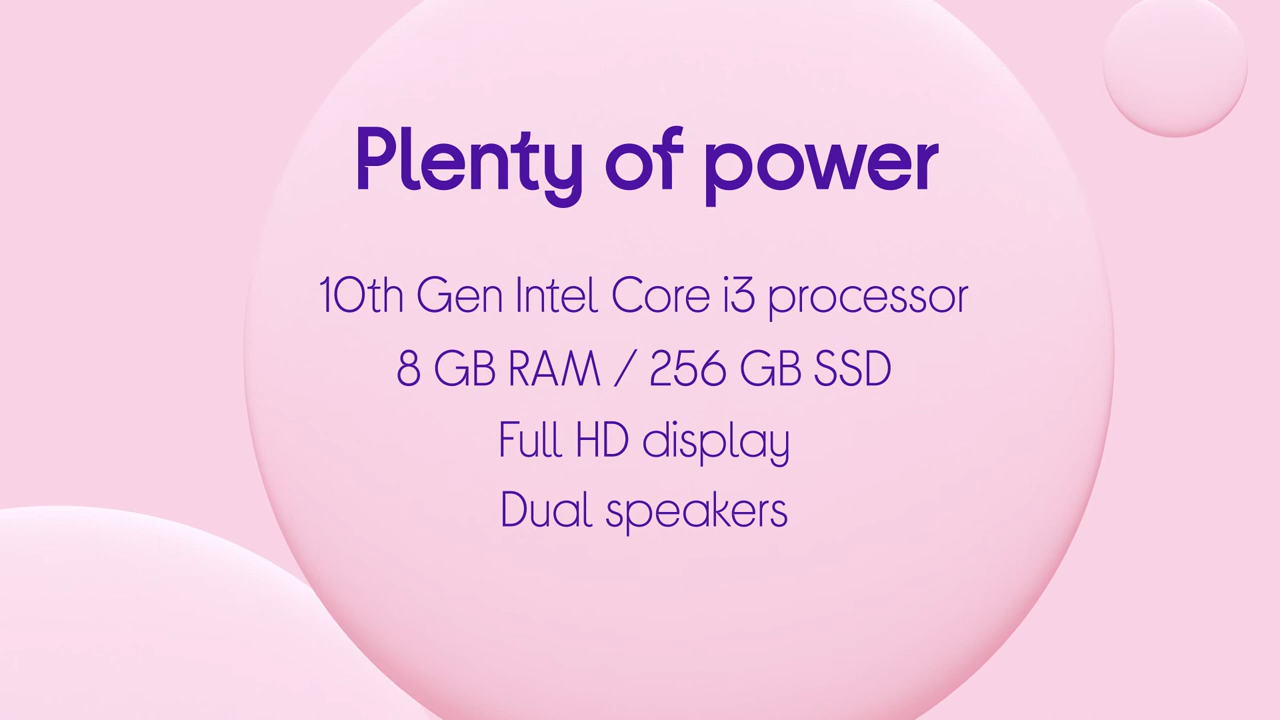 Plenty of power
10th Gen Intel Core i3 processor
8 GB RAM / 256 GB SSD
Full HD display
Dual speakers